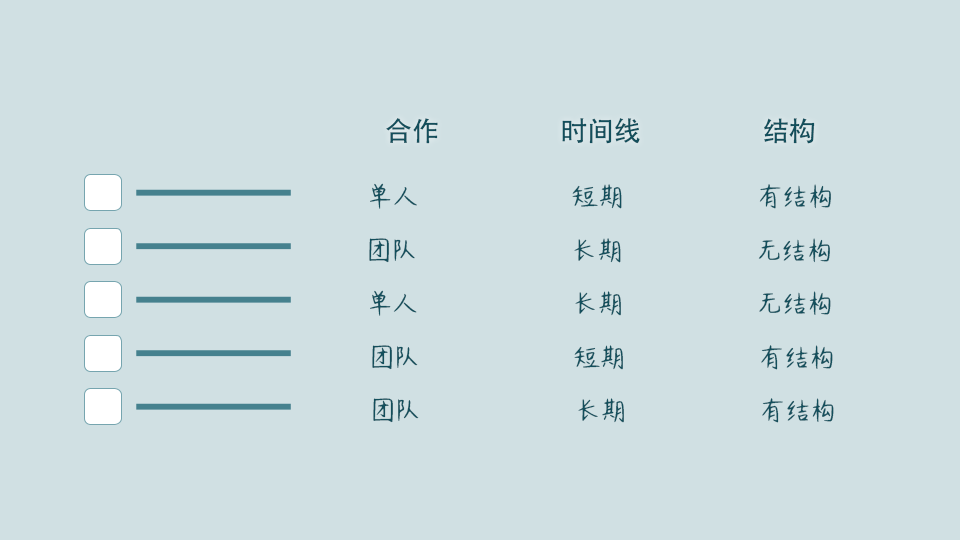 合作 时间线 结构
单人 短期 有结构
团队 长期 无结构
单人 长期 无结构
团队 短期 有结构
团队 长期 有结构